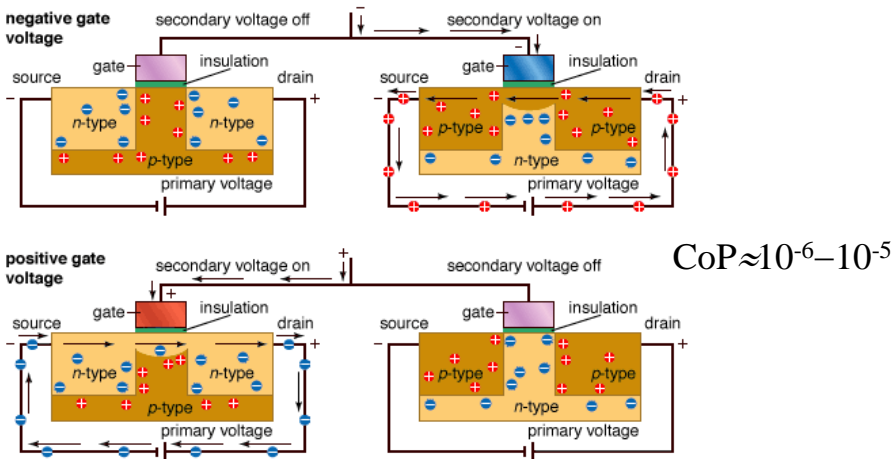 negative gate voltage
secondary voltage off
−
secondary voltage on
gate
insulation
−
gate
insulation
source
drain
source
drain
−
+
−
+
n-type
n-type
p-type
p-type
p-type
n-type
primary voltage
primary voltage
CoP≈10⁻⁶–10⁻⁵
positive gate voltage
secondary voltage on
+
secondary voltage off
gate
+
insulation
gate
insulation
source
drain
source
drain
−
+
−
+
n-type
n-type
p-type
p-type
p-type
n-type
primary voltage
primary voltage